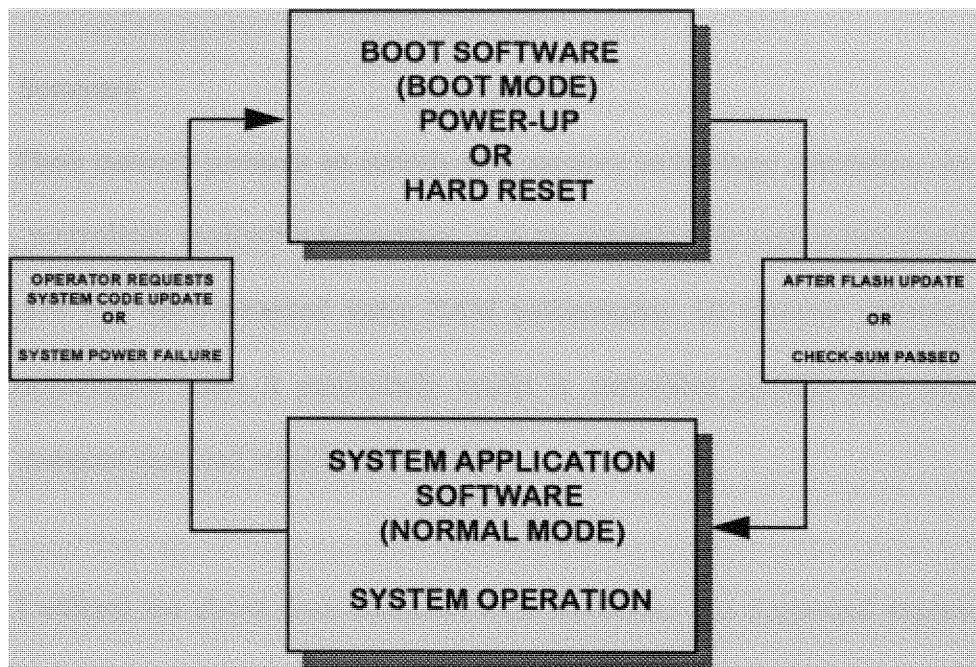 BOOT SOFTWARE
(BOOT MODE)
POWER-UP
OR
HARD RESET
OPERATOR REQUESTS
SYSTEM CODE UPDATE
OR
SYSTEM POWER FAILURE
AFTER FLASH UPDATE
OR
CHECK-SUM PASSED
SYSTEM APPLICATION
SOFTWARE
(NORMAL MODE)
SYSTEM OPERATION